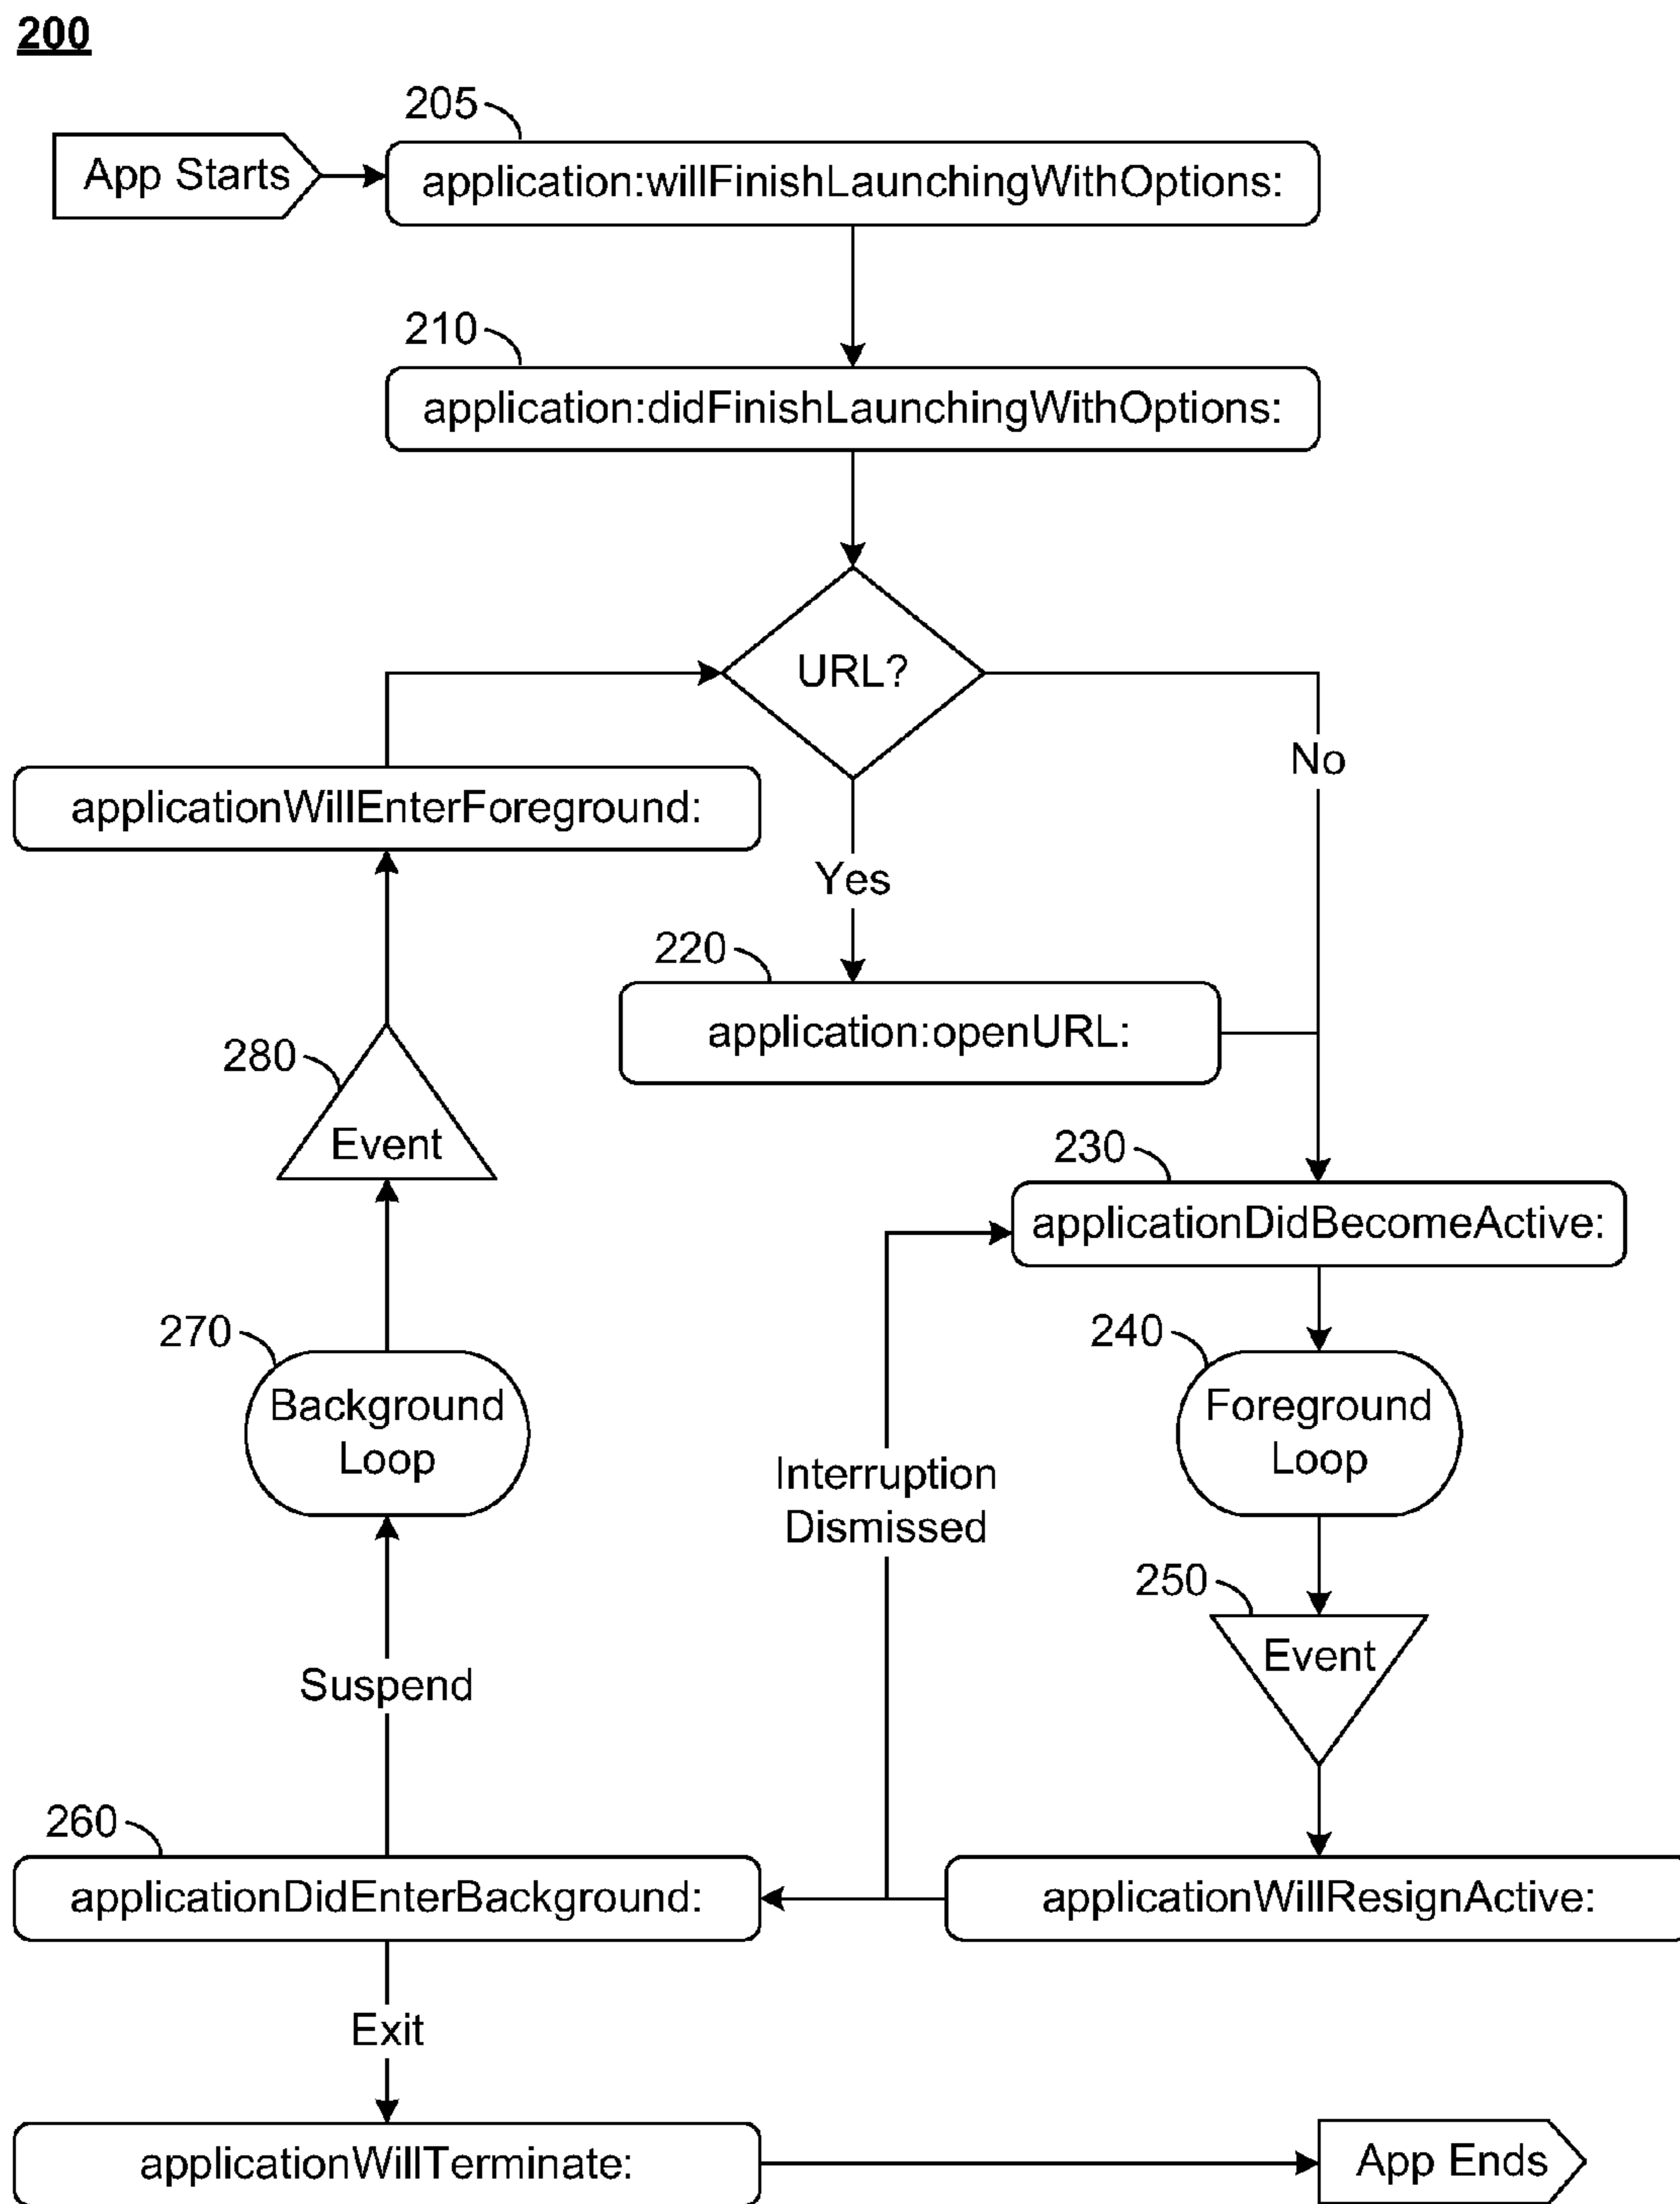 200
205
App Starts
application:willFinishLaunchingWithOptions:
210
application:didFinishLaunchingWithOptions:
URL?
No
applicationWillEnterForeground:
Yes
220
application:openURL:
280
Event
230
applicationDidBecomeActive:
270
Background
Loop
240
Foreground
Loop
Interruption
Dismissed
250
Event
Suspend
260
applicationDidEnterBackground:
applicationWillResignActive:
Exit
applicationWillTerminate:
App Ends